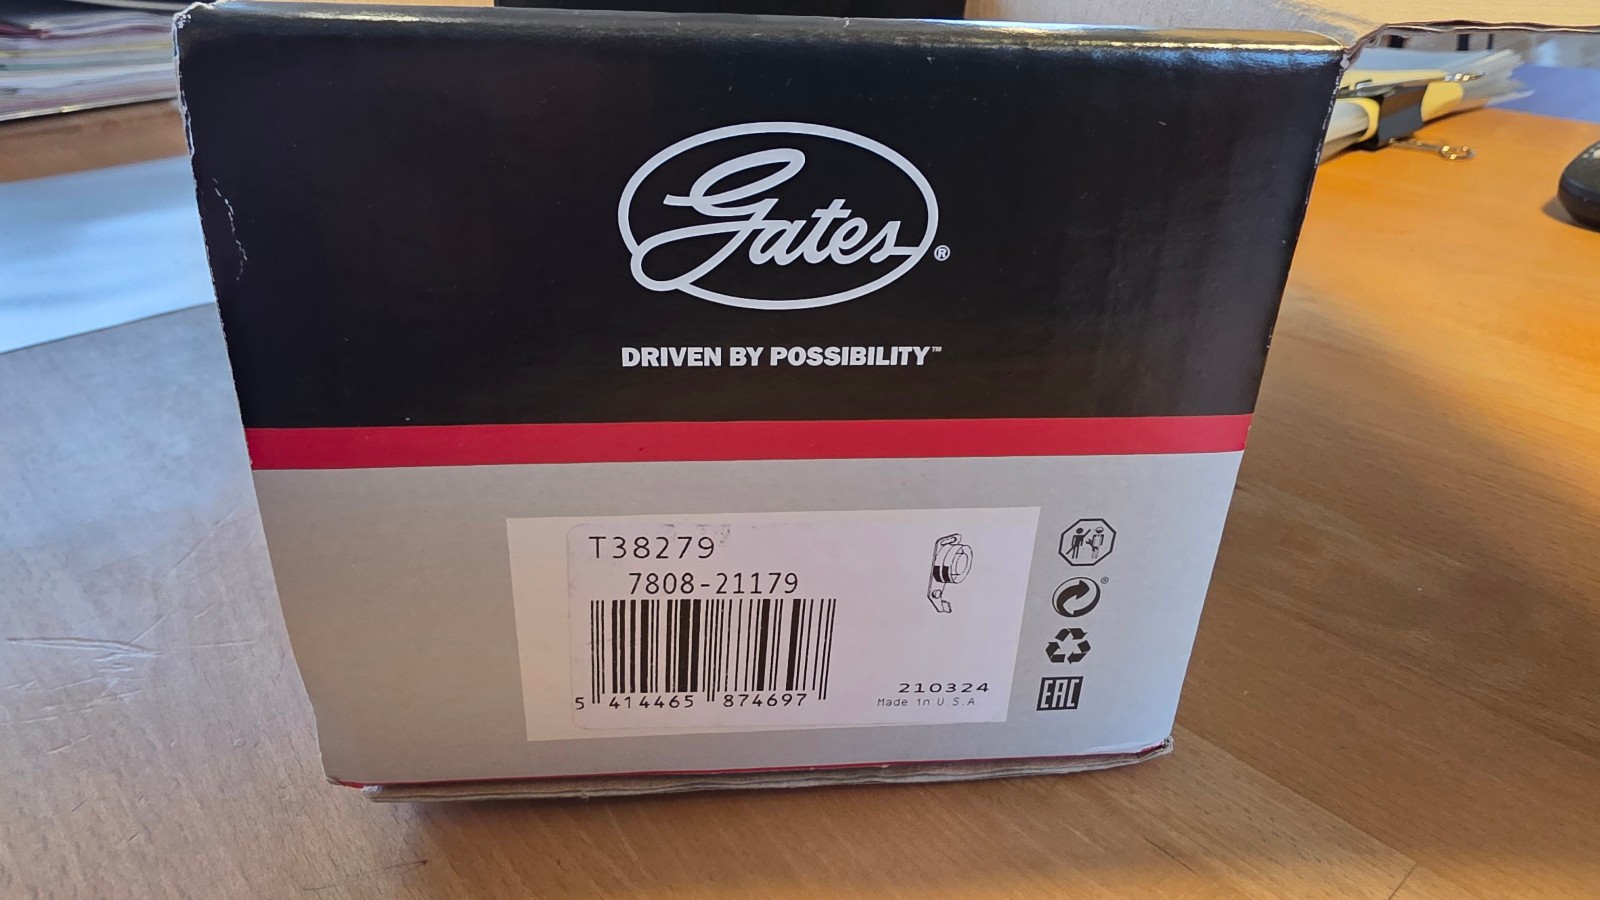 Gates®
DRIVEN BY POSSIBILITY™
T38279
7808-21179
5 414465 874697
210324
Made in U.S.A.
®
EAC